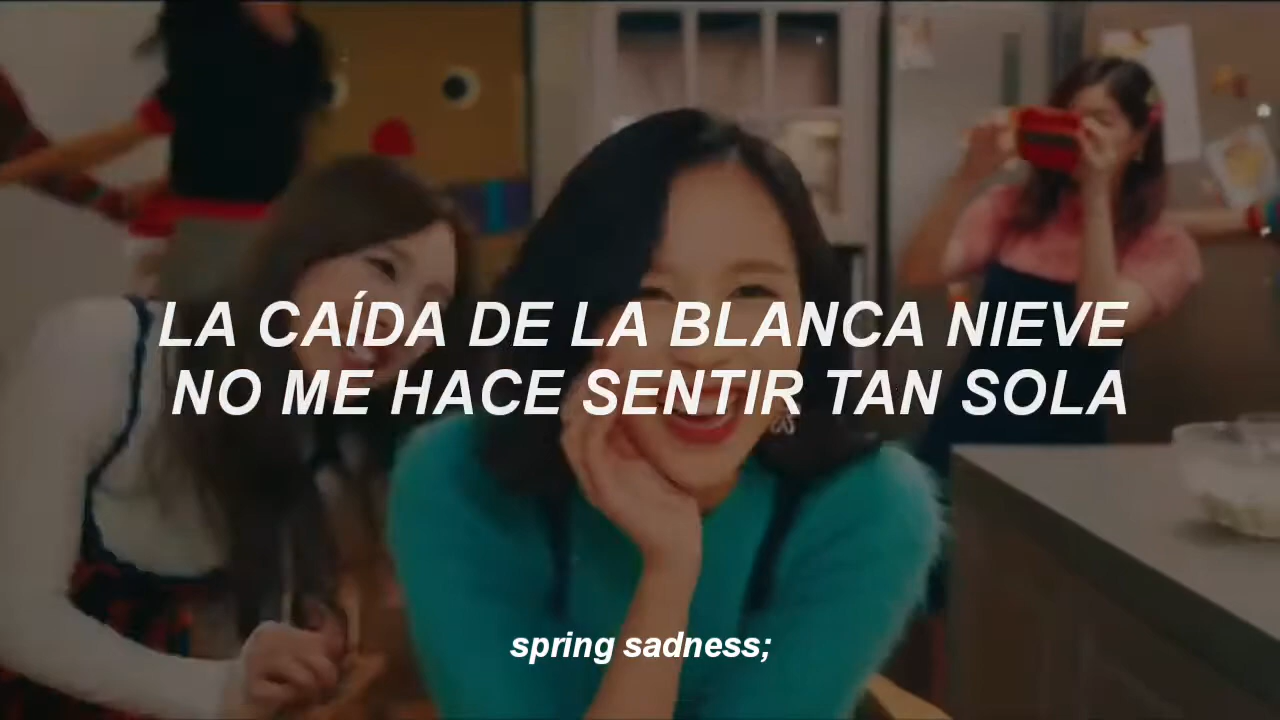 LA CAÍDA DE LA BLANCA NIEVE
NO ME HACE SENTIR TAN SOLA
spring sadness;